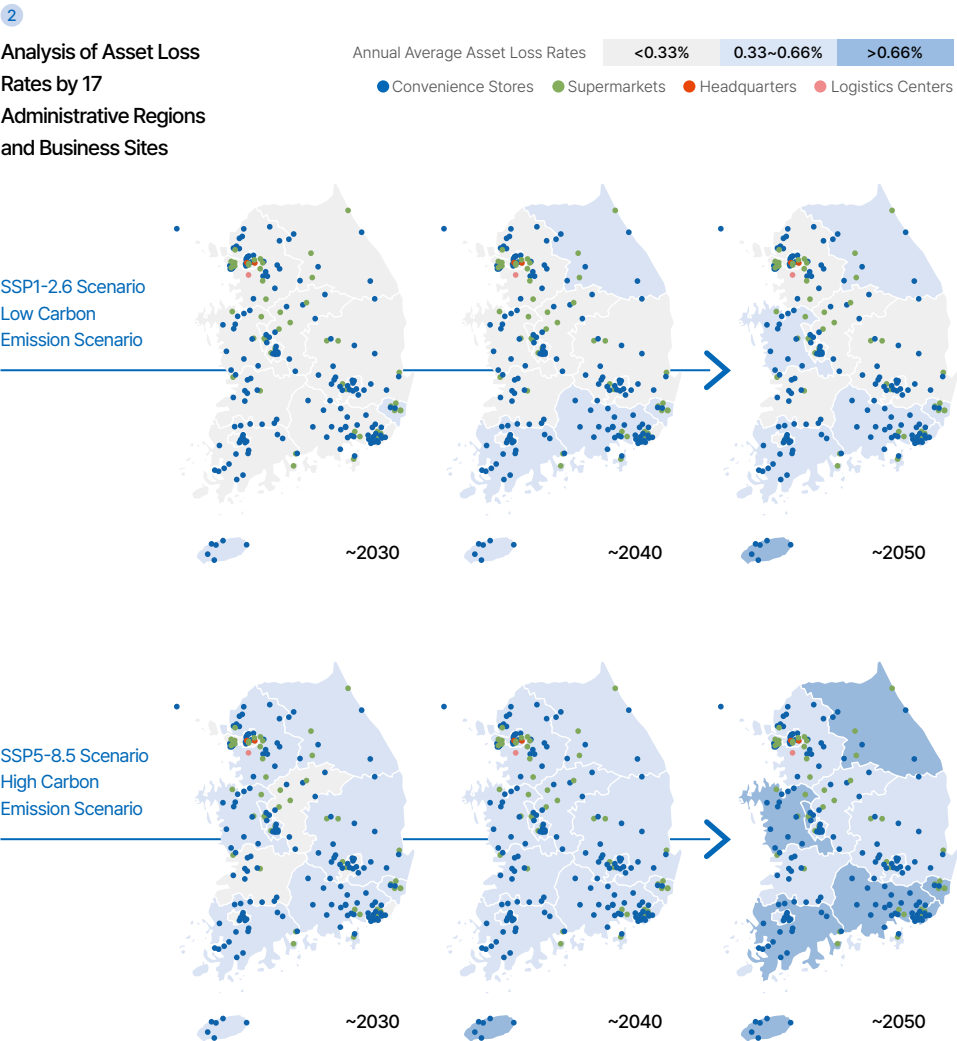 2
Analysis of Asset Loss
Rates by 17
Administrative Regions
and Business Sites
Annual Average Asset Loss Rates <0.33% 0.33~0.66% >0.66%
Convenience Stores Supermarkets Headquarters Logistics Centers
SSP1-2.6 Scenario
Low Carbon
Emission Scenario
~2030 ~2040 ~2050
SSP5-8.5 Scenario
High Carbon
Emission Scenario
~2030 ~2040 ~2050